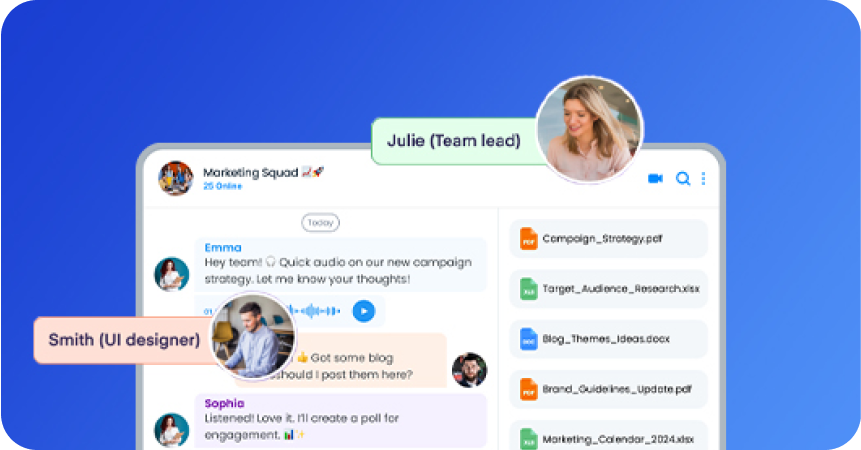 Julie (Team lead)
Marketing Squad
25 Online
Today
Emma
Hey team! 🎧 Quick audio on our new campaign
strategy. Let me know your thoughts!
Smith (UI designer)
👍 Got some blog
should I post them here?
Sophia
Listened! Love it. I'll create a poll for
engagement. 📊✨
PDF
Campaign_Strategy.pdf
XLS
Target_Audience_Research.xlsx
DOC
Blog_Themes_Ideas.docx
PDF
Brand_Guidelines_Update.pdf
XLS
Marketing_Calendar_2024.xlsx